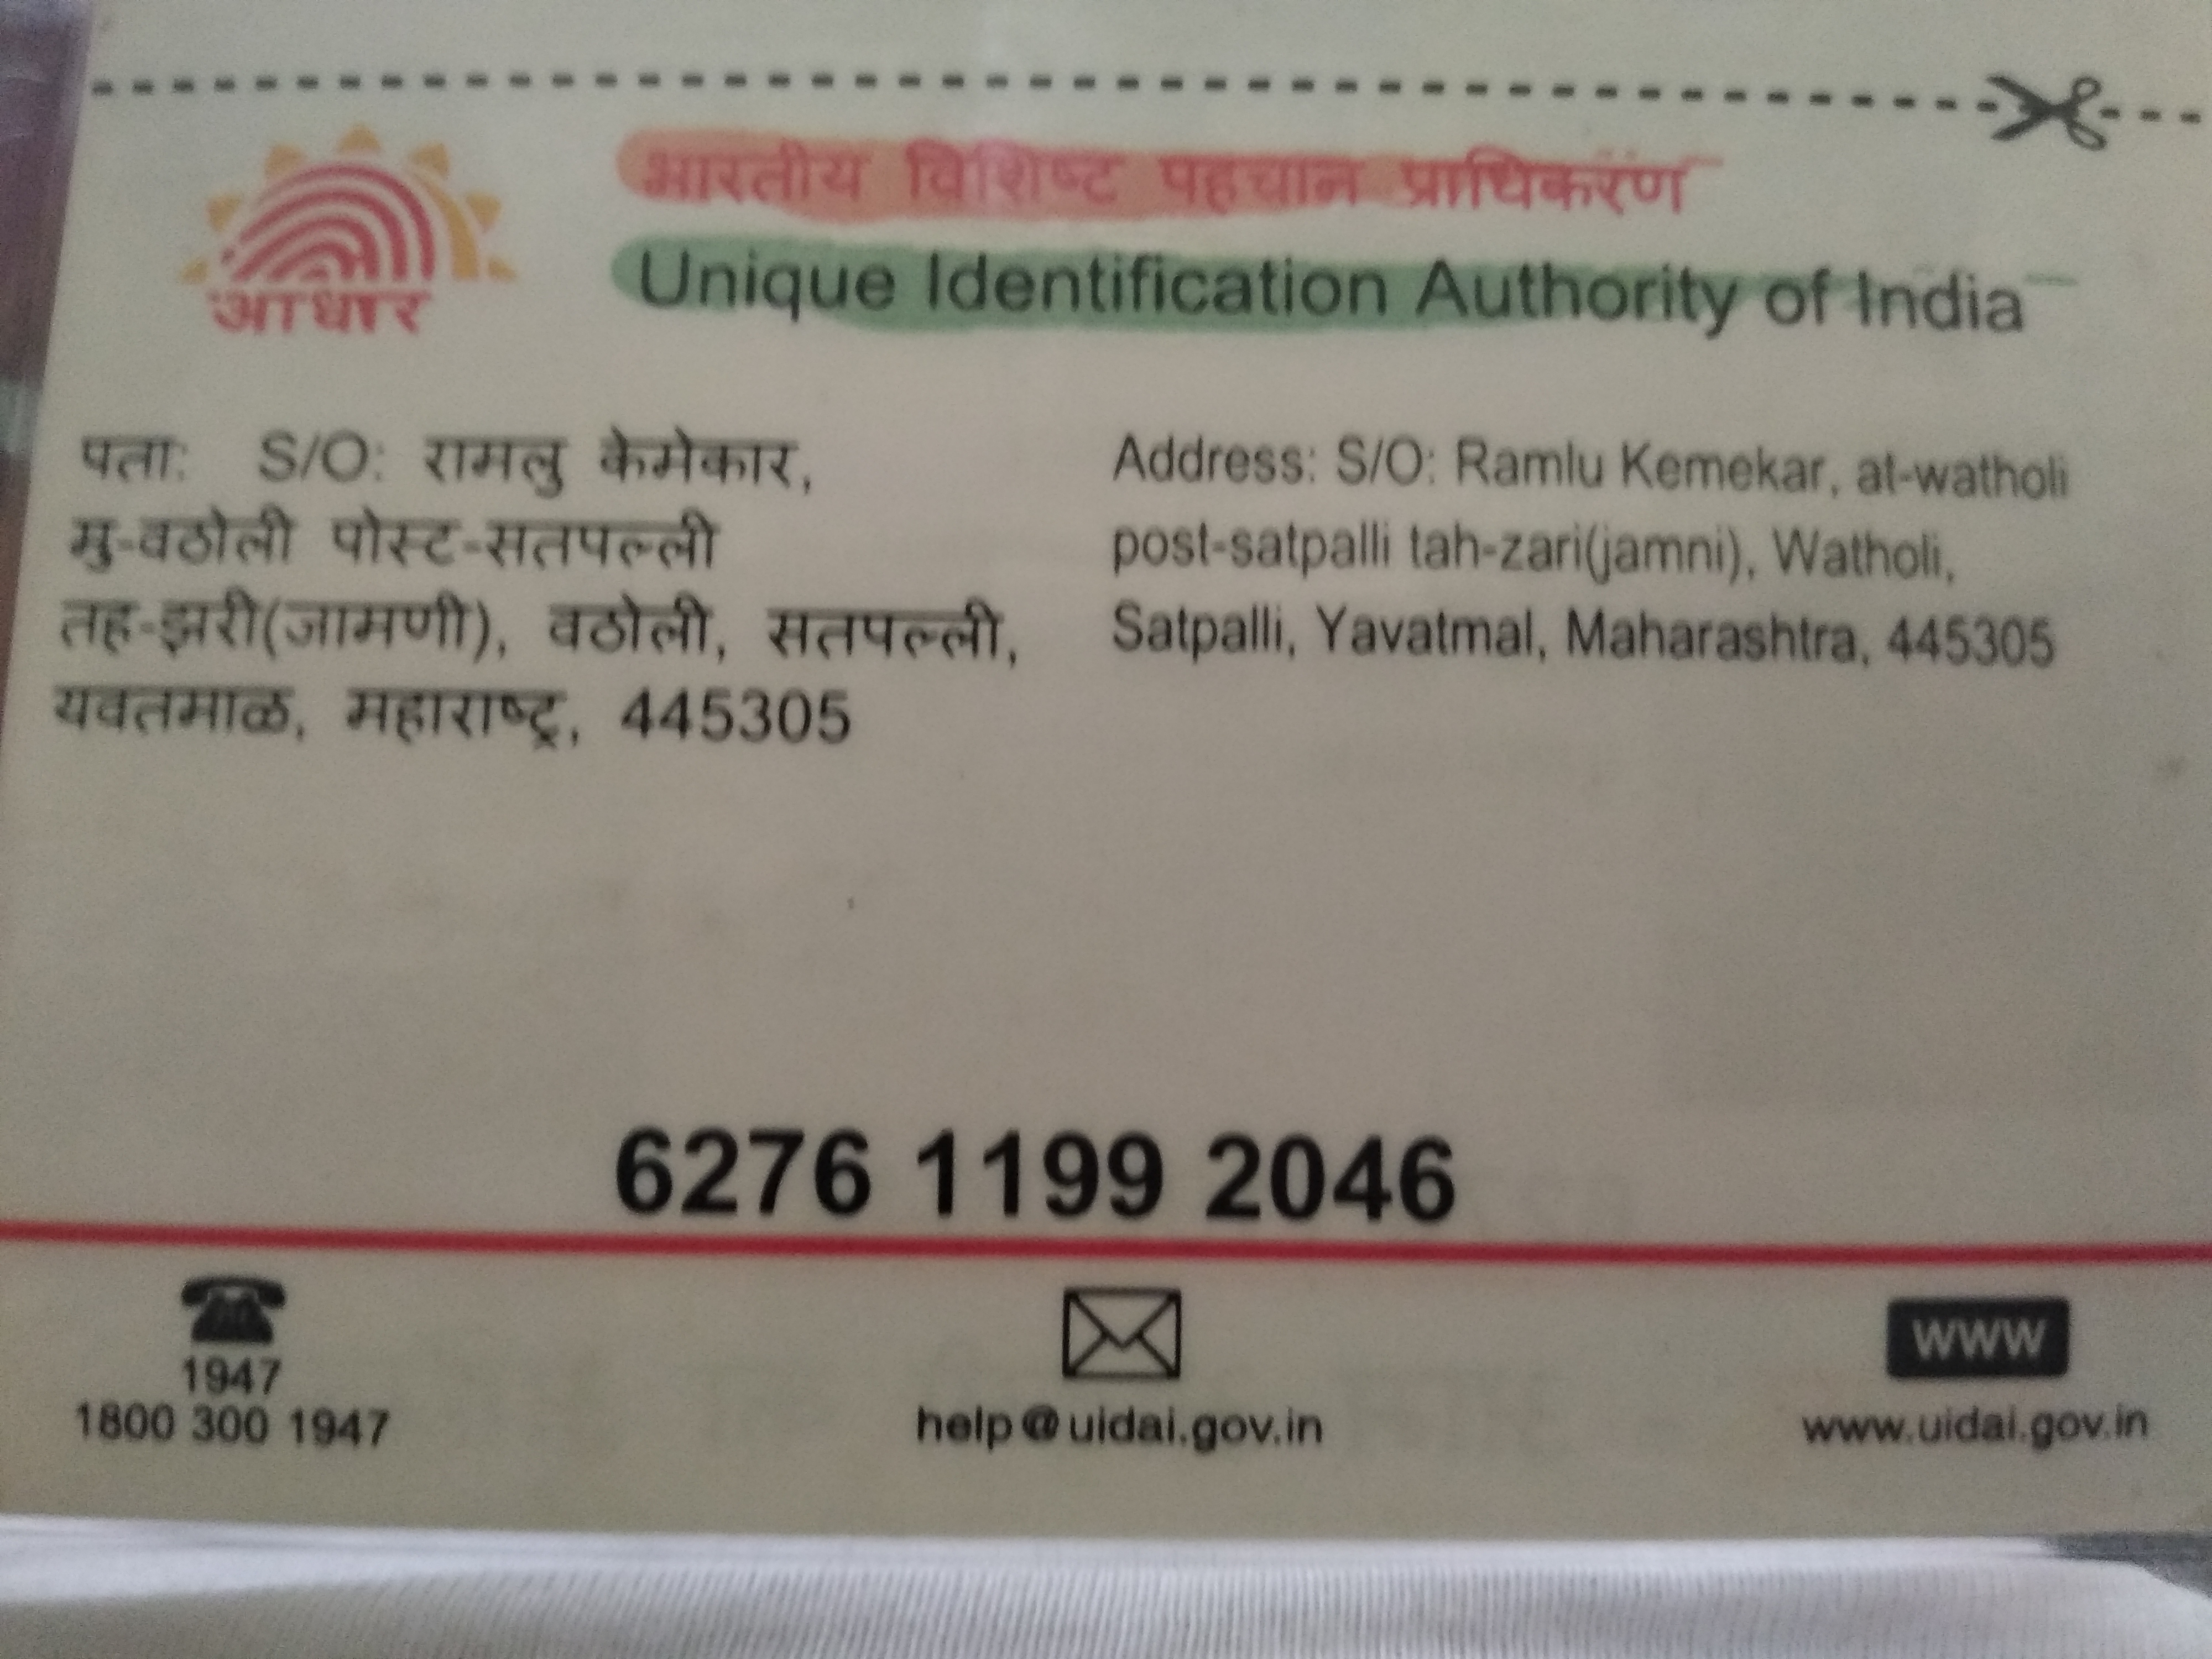 आधार
भारतीय विशिष्ट पहचान प्राधिकरण
Unique Identification Authority of India
पता: S/O: रामलु केमेकार,
मु-वठोली पोस्ट-सतपल्ली
तह-झरी(जामणी), वठोली, सतपल्ली,
यवतमाळ, महाराष्ट्र, 445305
Address: S/O: Ramlu Kemekar, at-watholi
post-satpalli tah-zari(jamni), Watholi,
Satpalli, Yavatmal, Maharashtra, 445305
6276 1199 2046
1947
1800 300 1947
help@uidai.gov.in
www
www.uidai.gov.in